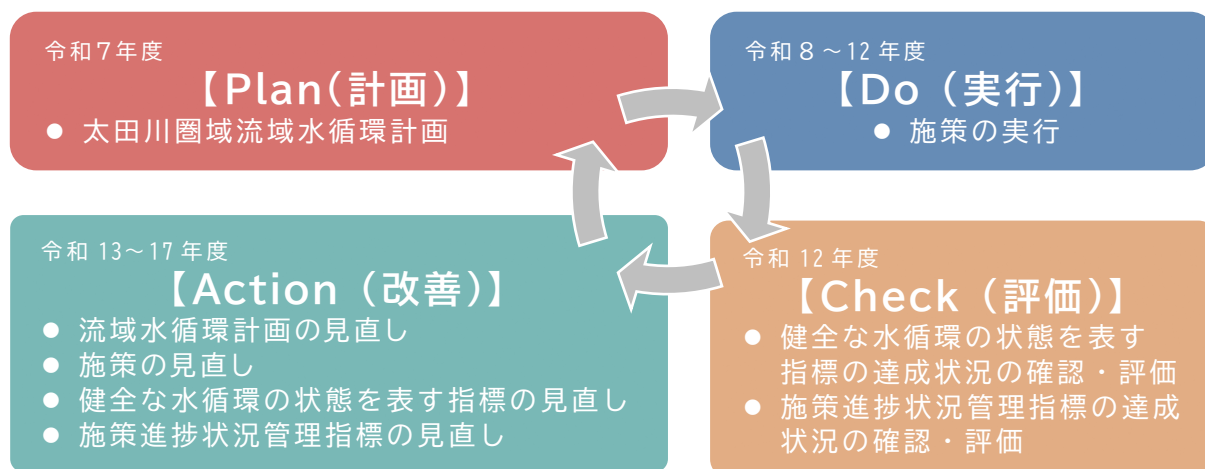 令和7年度
【Plan(計画)】
● 太田川圏域流域水循環計画
令和８～12 年度
【Do（実行)】
● 施策の実行
令和 13～17 年度
【Action（改善)】
● 流域水循環計画の見直し
● 施策の見直し
● 健全な水循環の状態を表す指標の見直し
● 施策進捗状況管理指標の見直し
令和 12 年度
【Check（評価)】
● 健全な水循環の状態を表す
指標の達成状況の確認・評価
● 施策進捗状況管理指標の達成
状況の確認・評価